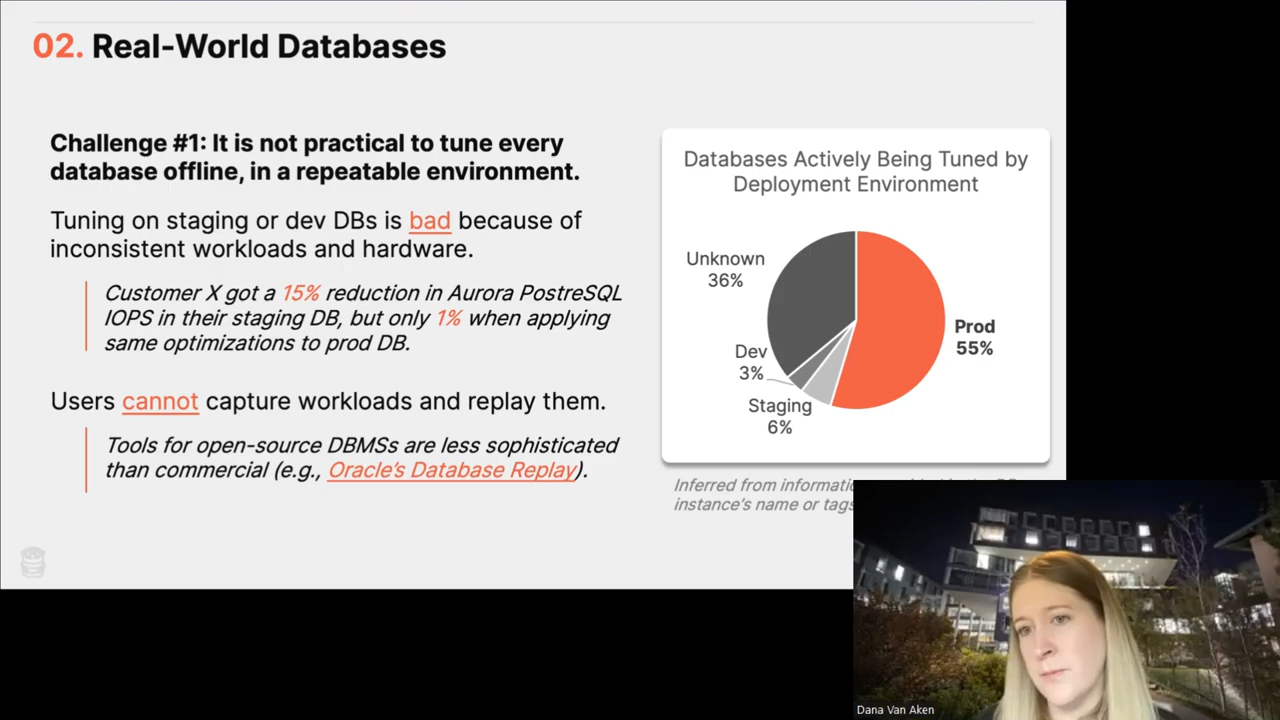 02. Real-World Databases
Challenge #1: It is not practical to tune every
database offline, in a repeatable environment.
Tuning on staging or dev DBs is bad because of
inconsistent workloads and hardware.
Customer X got a 15% reduction in Aurora PostreSQL
IOPS in their staging DB, but only 1% when applying
same optimizations to prod DB.
Users cannot capture workloads and replay them.
Tools for open-source DBMSs are less sophisticated
than commercial (e.g., Oracle's Database Replay).
Databases Actively Being Tuned by
Deployment Environment
Unknown
36%
Prod
55%
Dev
3%
Staging
6%
Inferred from
instance's name or tags
Dana Van Aken